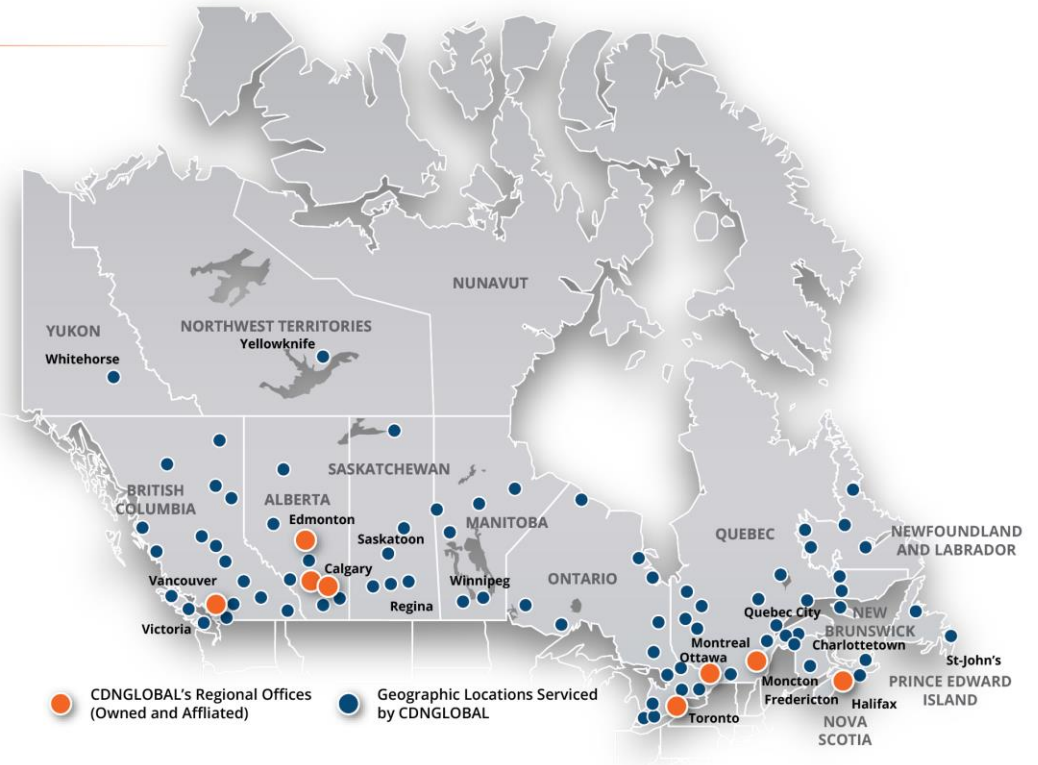 NUNAVUT
YUKON
NORTHWEST TERRITORIES
Yellowknife
Whitehorse
SASKATCHEWAN
BRITISH
COLUMBIA
ALBERTA
Edmonton
MANITOBA
Saskatoon
QUEBEC
NEWFOUNDLAND
AND LABRADOR
Calgary
Vancouver
Winnipeg
ONTARIO
Regina
Quebec City
NEW
BRUNSWICK
Victoria
Montreal
Charlottetown
Ottawa
St-John's
Moncton
PRINCE EDWARD
ISLAND
Fredericton
Halifax
Toronto
NOVA
SCOTIA
CDNGLOBAL's Regional Offices
(Owned and Affliated)
Geographic Locations Serviced
by CDNGLOBAL